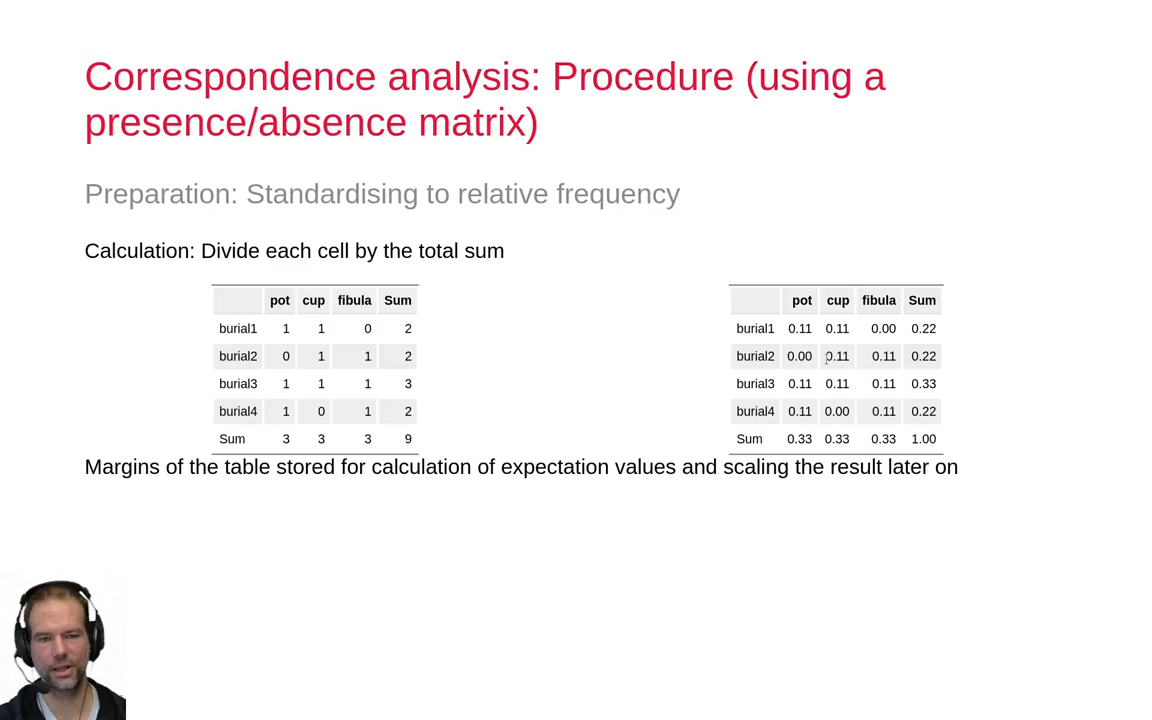 Correspondence analysis: Procedure (using a
presence/absence matrix)
Preparation: Standardising to relative frequency
Calculation: Divide each cell by the total sum
pot cup fibula Sum
burial1 1 1 0 2
burial2 0 1 1 2
burial3 1 1 1 3
burial4 1 0 1 2
Sum 3 3 3 9
pot cup fibula Sum
burial1 0.11 0.11 0.00 0.22
burial2 0.00 0.11 0.11 0.22
burial3 0.11 0.11 0.11 0.33
burial4 0.11 0.00 0.11 0.22
Sum 0.33 0.33 0.33 1.00
Margins of the table stored for calculation of expectation values and scaling the result later on